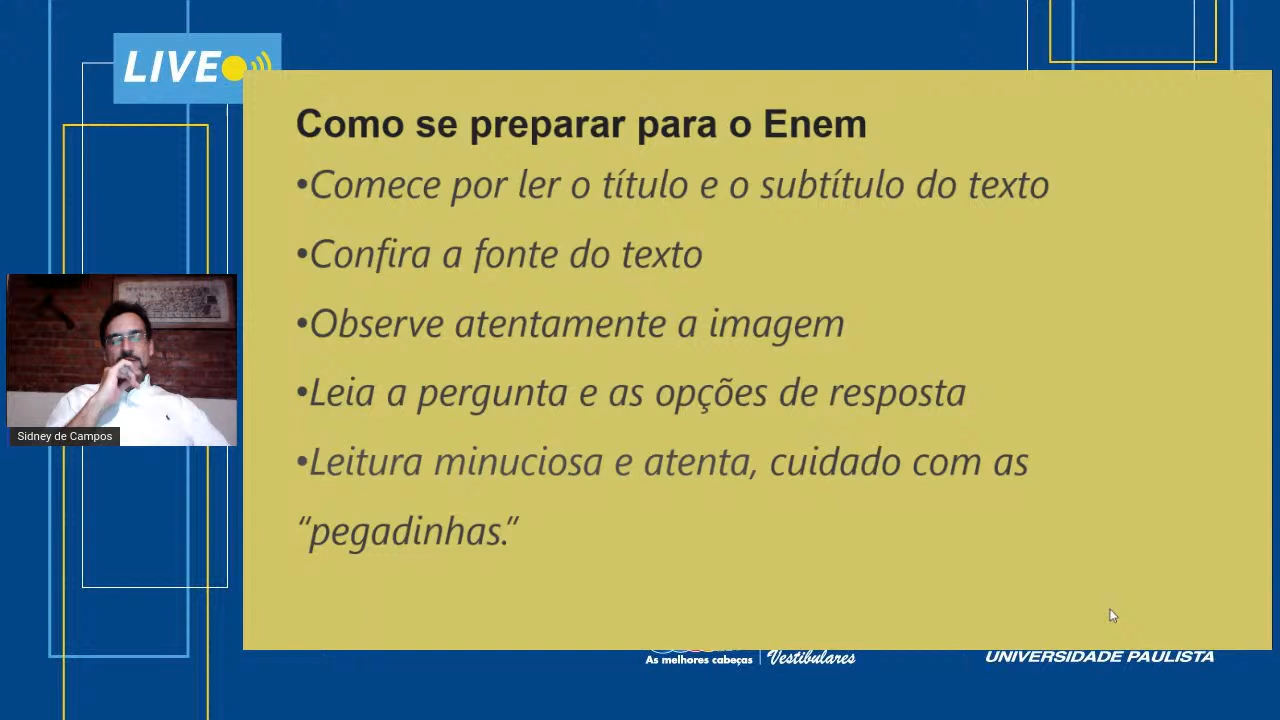 LIVE
Como se preparar para o Enem
•Comece por ler o título e o subtítulo do texto
•Confira a fonte do texto
•Observe atentamente a imagem
•Leia a pergunta e as opções de resposta
•Leitura minuciosa e atenta, cuidado com as
“pegadinhas.”
Sidney de Campos
As melhores cabeças
Vestibulares
UNIVERSIDADE PAULISTA